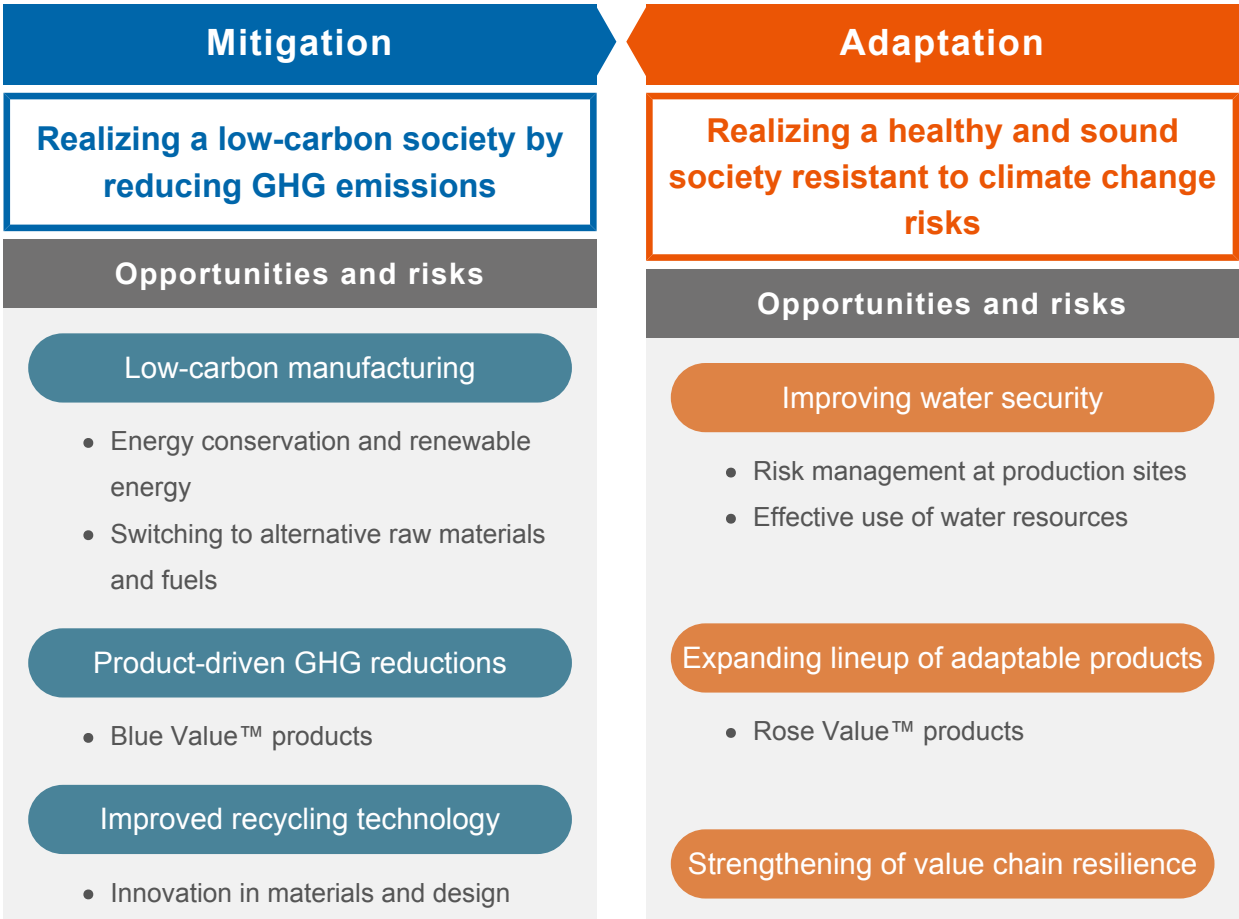 Mitigation
Realizing a low-carbon society by
reducing GHG emissions
Opportunities and risks
Low-carbon manufacturing
• Energy conservation and renewable
energy
• Switching to alternative raw materials
and fuels
Product-driven GHG reductions
• Blue Value™ products
Improved recycling technology
• Innovation in materials and design
Adaptation
Realizing a healthy and sound
society resistant to climate change
risks
Opportunities and risks
Improving water security
• Risk management at production sites
• Effective use of water resources
Expanding lineup of adaptable products
• Rose Value™ products
Strengthening of value chain resilience